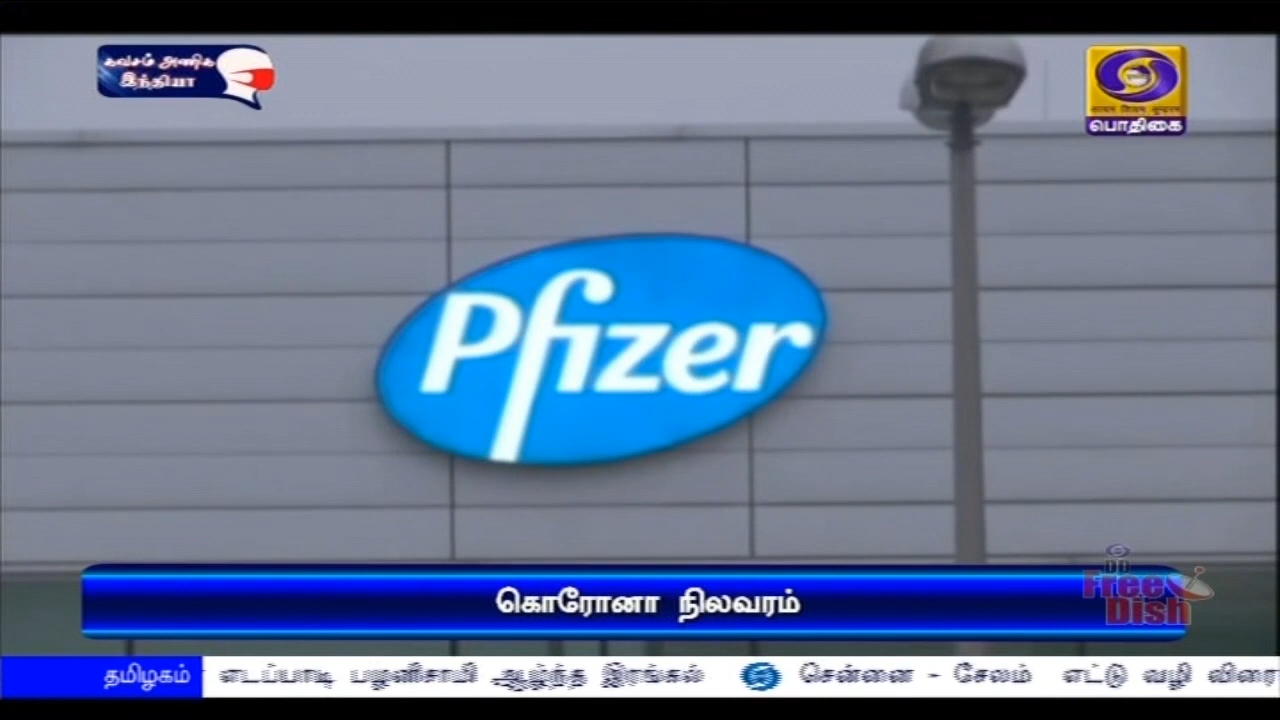 கவசம் அணிக
இந்தியா
பொதிகை
Pfizer
கொரோனா நிலவரம்
DD
Free Dish
தமிழகம்
எடப்பாடி பழனிசாமி ஆழ்ந்த இரங்கல்
சென்னை - சேலம் எட்டு வழி விரை